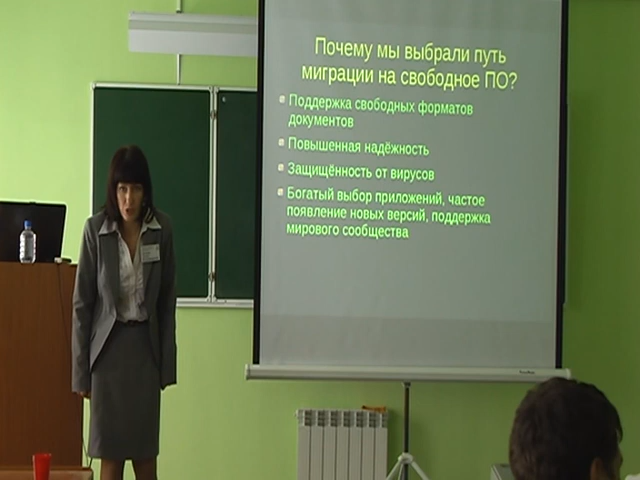 Почему мы выбрали путь
миграции на свободное ПО?
Поддержка свободных форматов
документов
Повышенная надёжность
Защищённость от вирусов
Богатый выбор приложений, частое
появление новых версий, поддержка
мирового сообщества